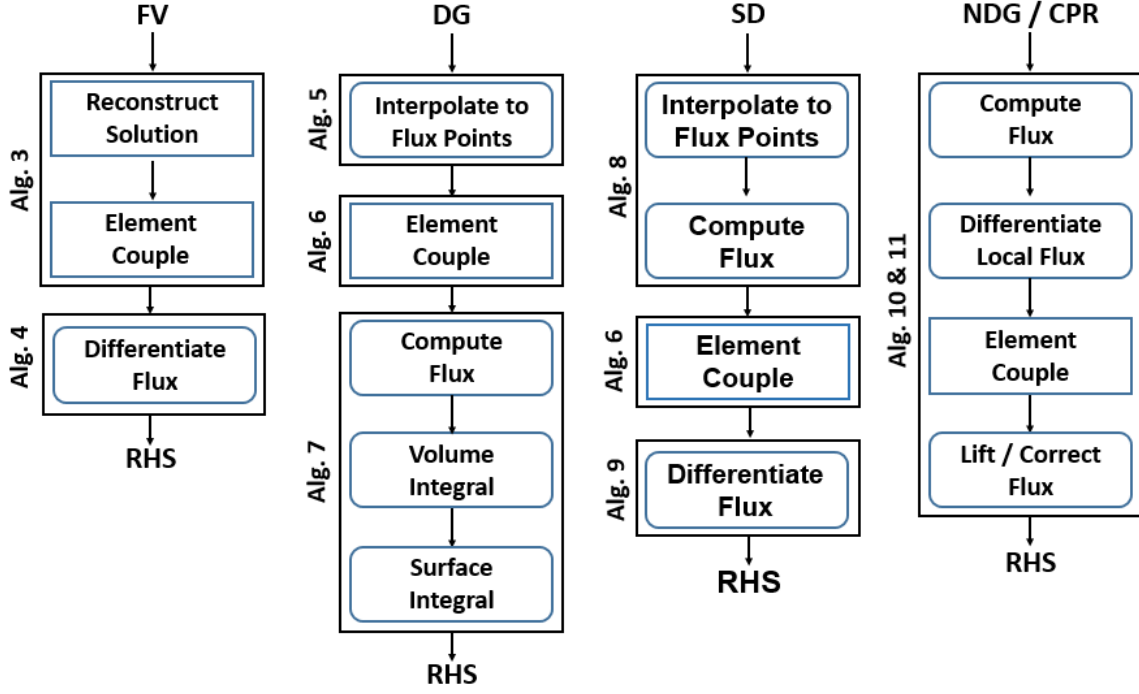 FV
Alg. 3
Reconstruct
Solution
Element
Couple
Alg. 4
Differentiate
Flux
RHS
DG
Alg. 5
Interpolate to
Flux Points
Alg. 6
Element
Couple
Alg. 7
Compute
Flux
Volume
Integral
Surface
Integral
RHS
SD
Alg. 8
Interpolate to
Flux Points
Compute
Flux
Alg. 6
Element
Couple
Alg. 9
Differentiate
Flux
RHS
NDG / CPR
Alg. 10 & 11
Compute
Flux
Differentiate
Local Flux
Element
Couple
Lift / Correct
Flux
RHS